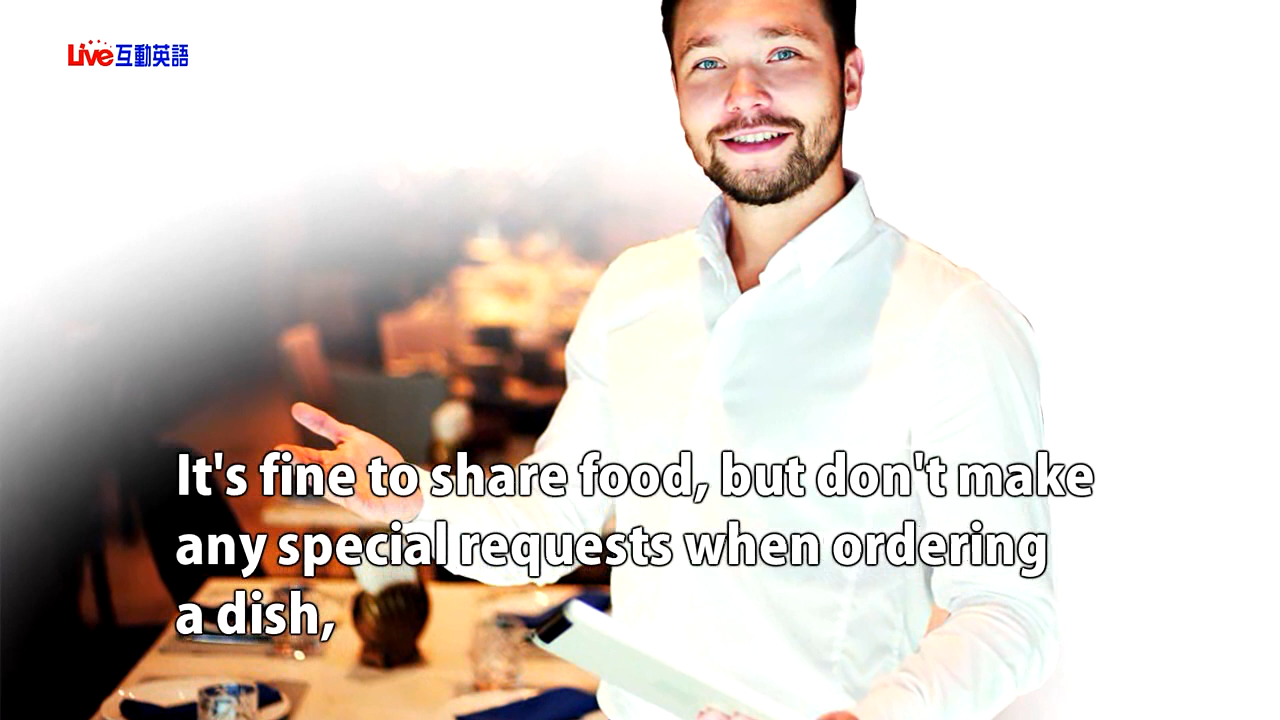 Live互動英語
It's fine to share food, but don't make
any special requests when ordering
a dish,